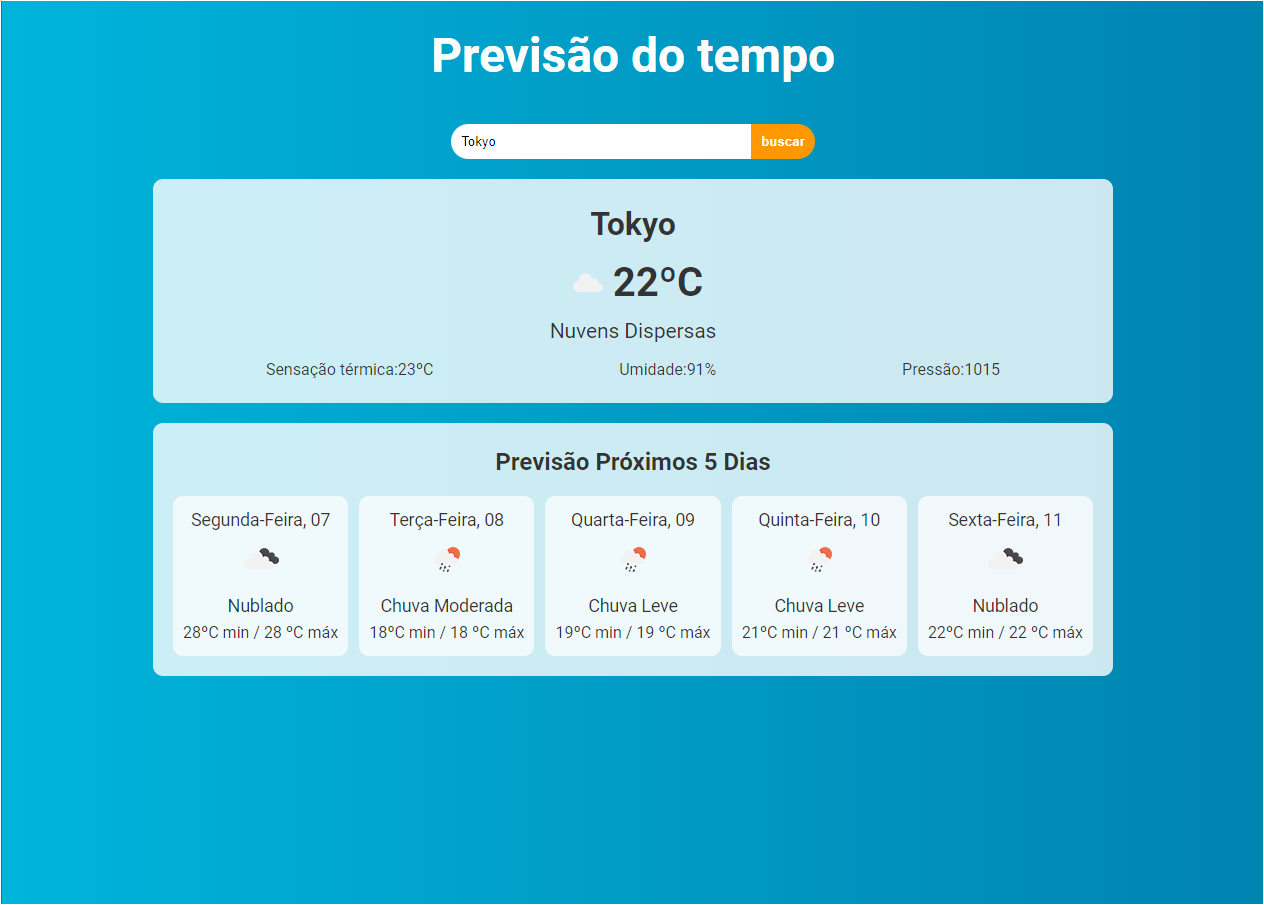 Previsão do tempo
Tokyo
buscar
Tokyo
22ºC
Nuvens Dispersas
Sensação térmica:23ºC
Umidade:91%
Pressão:1015
Previsão Próximos 5 Dias
Segunda-Feira, 07
Nublado
28ºC min / 28 ºC máx
Terça-Feira, 08
Chuva Moderada
18ºC min / 18 ºC máx
Quarta-Feira, 09
Chuva Leve
19ºC min / 19 ºC máx
Quinta-Feira, 10
Chuva Leve
21ºC min / 21 ºC máx
Sexta-Feira, 11
Nublado
22ºC min / 22 ºC máx